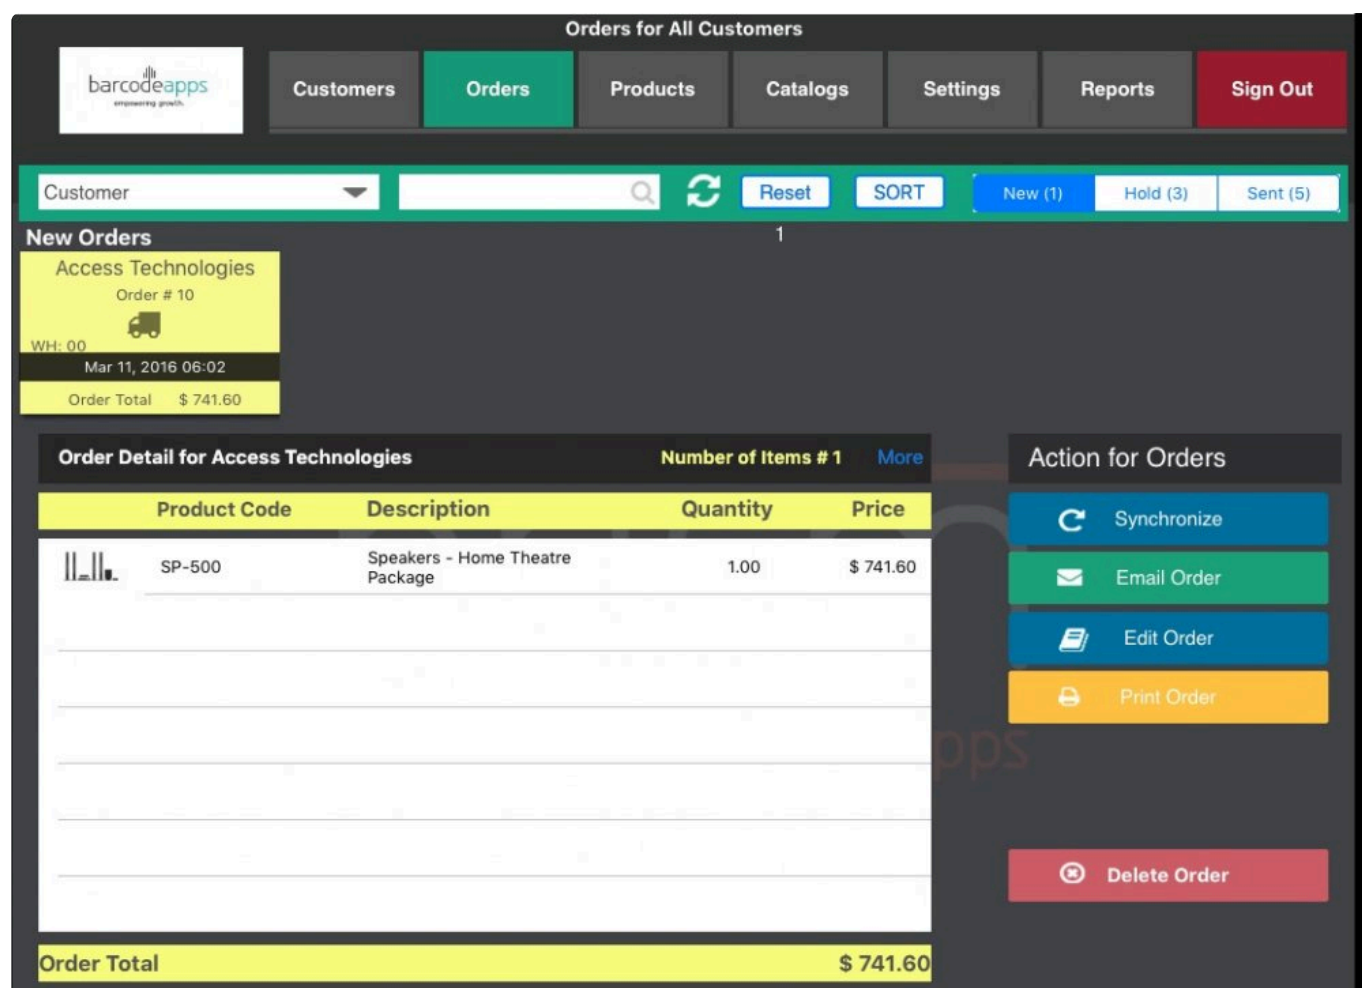 Orders for All Customers
barcodeapps
empowering growth.
Customers
Orders
Products
Catalogs
Settings
Reports
Sign Out
Customer
Reset
SORT
New (1)
Hold (3)
Sent (5)
New Orders
1
Access Technologies
Order # 10
WH: 00
Mar 11, 2016 06:02
Order Total $ 741.60
Order Detail for Access Technologies
Number of Items # 1
More
Action for Orders
Product Code Description Quantity Price
SP-500 Speakers - Home Theatre 1.00 $ 741.60
Package
Synchronize
Email Order
Edit Order
Print Order
apps
Delete Order
Order Total $ 741.60